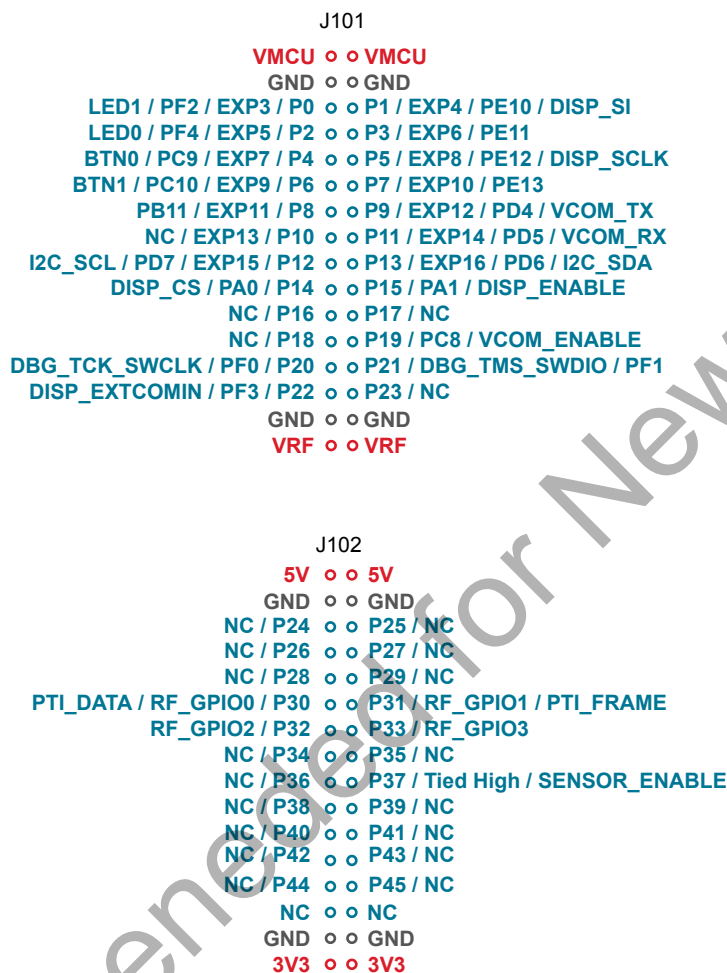 J101
VMCU VMCU
GND GND
LED1 / PF2 / EXP3 / P0 P1 / EXP4 / PE10 / DISP_SI
LED0 / PF4 / EXP5 / P2 P3 / EXP6 / PE11
BTN0 / PC9 / EXP7 / P4 P5 / EXP8 / PE12 / DISP_SCLK
BTN1 / PC10 / EXP9 / P6 P7 / EXP10 / PE13
PB11 / EXP11 / P8 P9 / EXP12 / PD4 / VCOM_TX
NC / EXP13 / P10 P11 / EXP14 / PD5 / VCOM_RX
I2C_SCL / PD7 / EXP15 / P12 P13 / EXP16 / PD6 / I2C_SDA
DISP_CS / PA0 / P14 P15 / PA1 / DISP_ENABLE
NC / P16 P17 / NC
NC / P18 P19 / PC8 / VCOM_ENABLE
DBG_TCK_SWCLK / PF0 / P20 P21 / DBG_TMS_SWDIO / PF1
DISP_EXTCOMIN / PF3 / P22 P23 / NC
GND GND
VRF VRF
J102
5V 5V
GND GND
NC / P24 P25 / NC
NC / P26 P27 / NC
NC / P28 P29 / NC
PTI_DATA / RF_GPIO0 / P30 P31 / RF_GPIO1 / PTI_FRAME
RF_GPIO2 / P32 P33 / RF_GPIO3
NC / P34 P35 / NC
NC / P36 P37 / Tied High / SENSOR_ENABLE
NC / P38 P39 / NC
NC / P40 P41 / NC
NC / P42 P43 / NC
NC / P44 P45 / NC
NC NC
GND GND
3V3 3V3
eneded for New